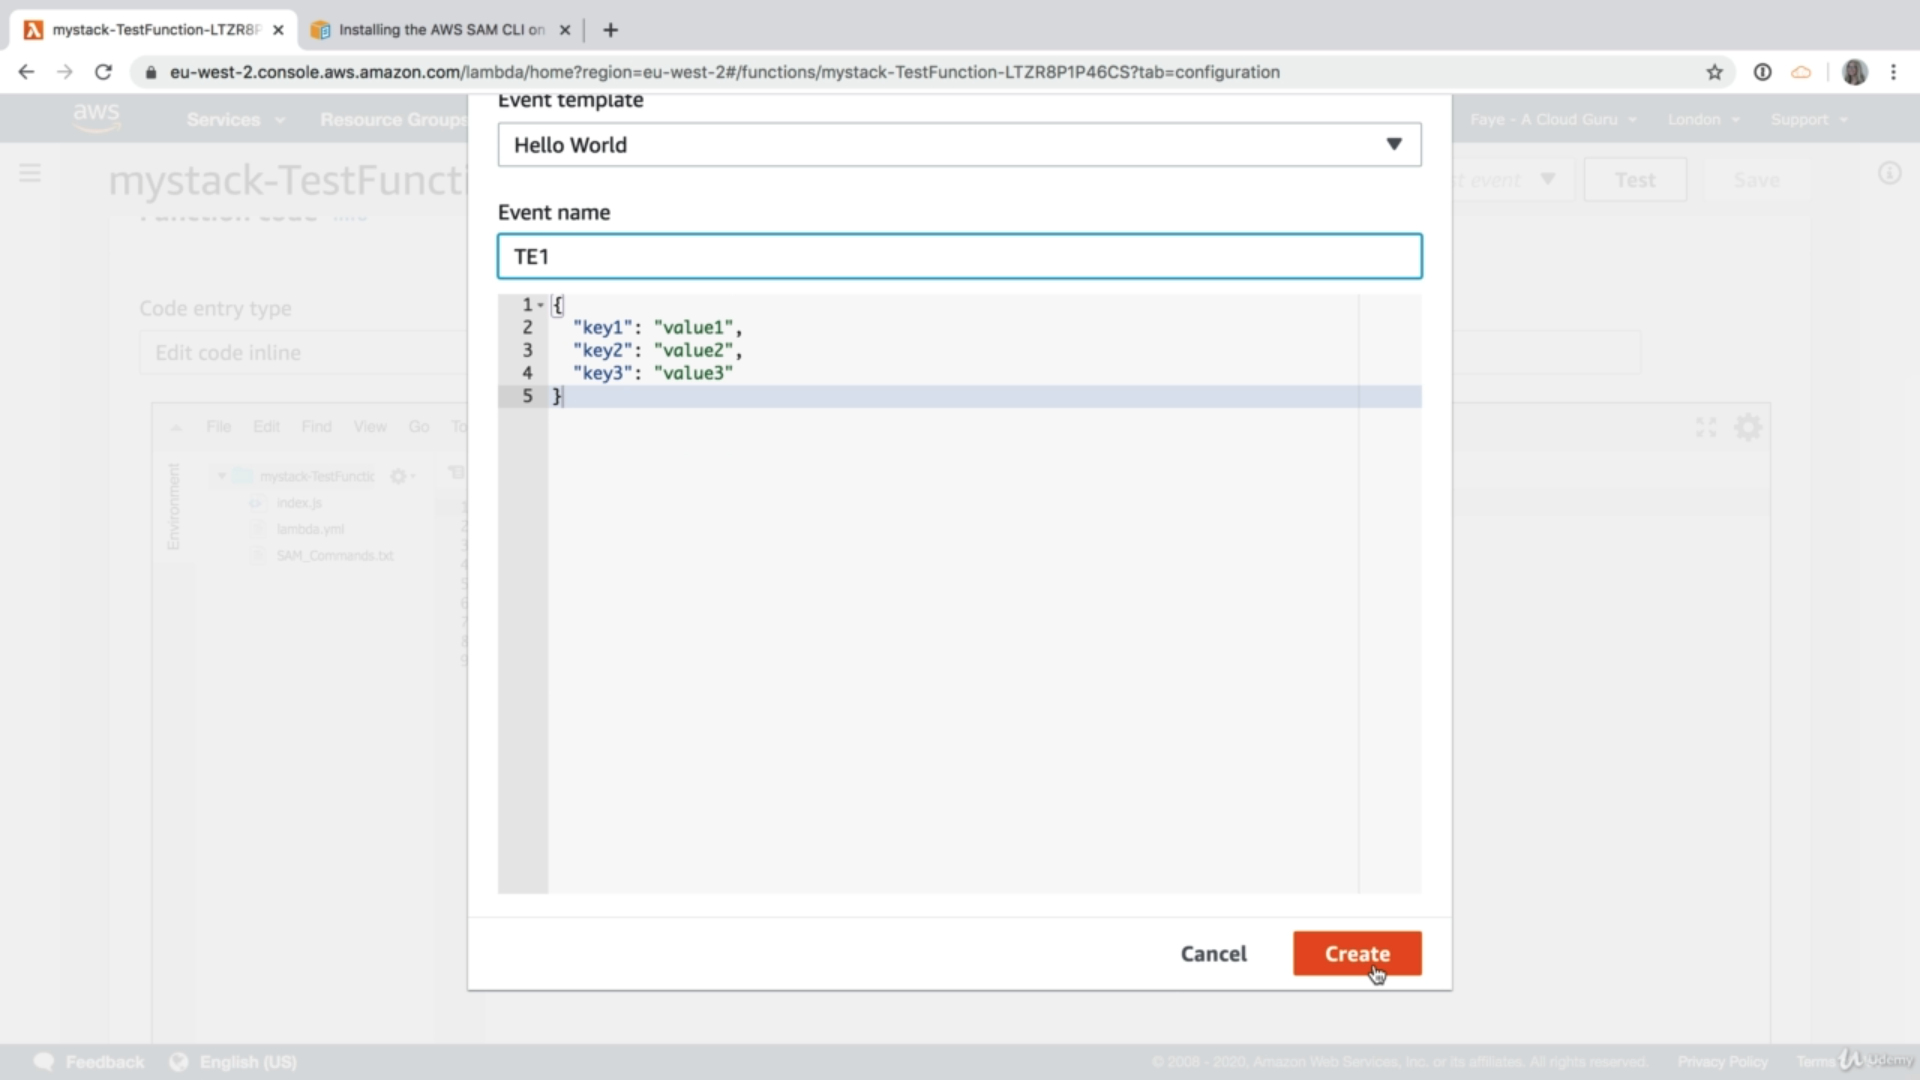 mystack-TestFunction-LTZR8P
Installing the AWS SAM CLI on
eu-west-2.console.aws.amazon.com/lambda/home?region=eu-west-2#/functions/mystack-TestFunction-LTZR8P1P46CS?tab=configuration
aws
Services
Resource Groups
Faye - A Cloud Guru
London
Support
Event template
Hello World
mystack-TestFuncti
t event
Test
Save
Function code Info
Event name
TE1
Code entry type
Edit code inline
1 {
2 "key1": "value1",
3 "key2": "value2",
4 "key3": "value3"
5 }
File
Edit
Find
View
Go
To
Environment
mystack-TestFunctic
index.js
lambda.yml
SAM_Commands.txt
Cancel
Create
Feedback
English (US)
© 2008 - 2020, Amazon Web Services, Inc. or its affiliates. All rights reserved.
Privacy Policy
Terms
Udemy